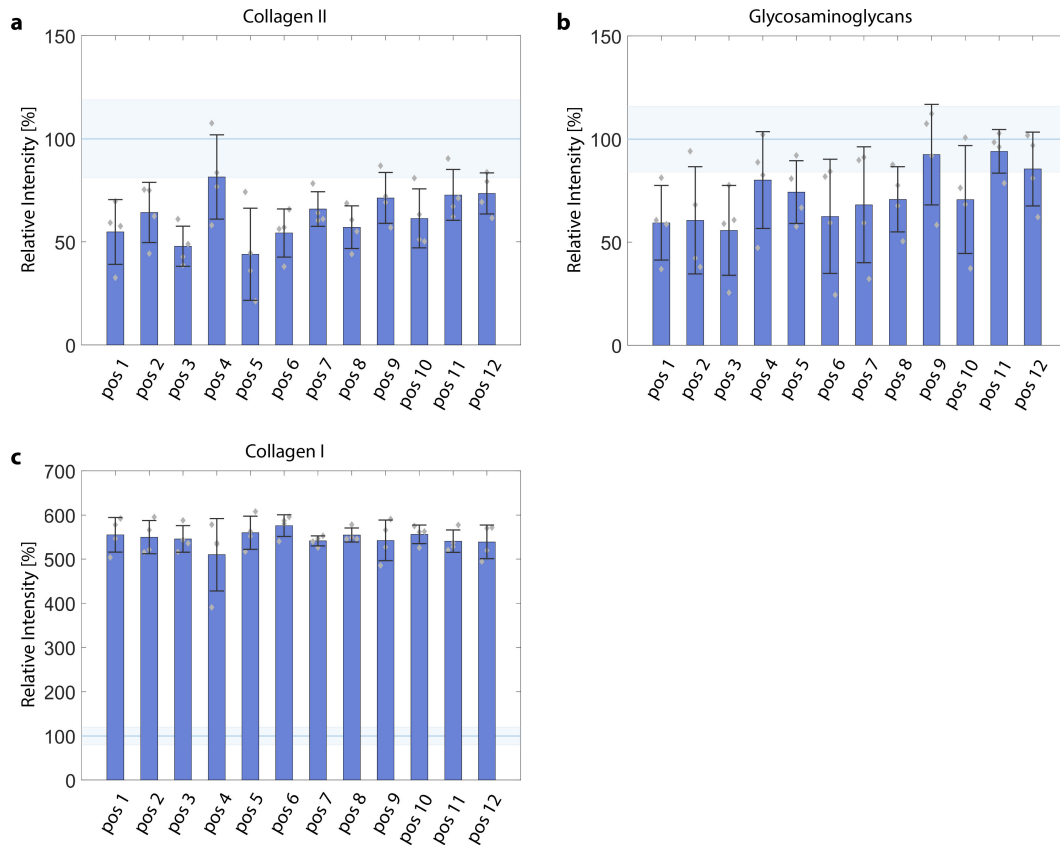 a
Collagen II
Relative Intensity [%]
150
100
50
0
pos 1
pos 2
pos 3
pos 4
pos 5
pos 6
pos 7
pos 8
pos 9
pos 10
pos 11
pos 12
b
Glycosaminoglycans
Relative Intensity [%]
150
100
50
0
pos 1
pos 2
pos 3
pos 4
pos 5
pos 6
pos 7
pos 8
pos 9
pos 10
pos 11
pos 12
c
Collagen I
Relative Intensity [%]
700
600
500
400
300
200
100
0
pos 1
pos 2
pos 3
pos 4
pos 5
pos 6
pos 7
pos 8
pos 9
pos 10
pos 11
pos 12